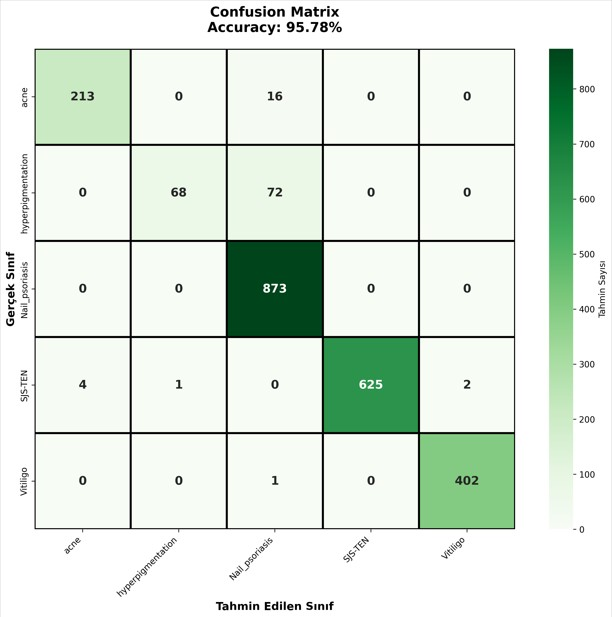 Confusion Matrix
Accuracy: 95.78%
acne
213
0
16
0
0
hyperpigmentation
0
68
72
0
0
Nail_psoriasis
0
0
873
0
0
SJS-TEN
4
1
0
625
2
Vitiligo
0
0
1
0
402
Gerçek Sınıf
acne
hyperpigmentation
Nail_psoriasis
SJS-TEN
Vitiligo
Tahmin Edilen Sınıf
800
700
600
500
400
300
200
100
0
Tahmin Sayısı